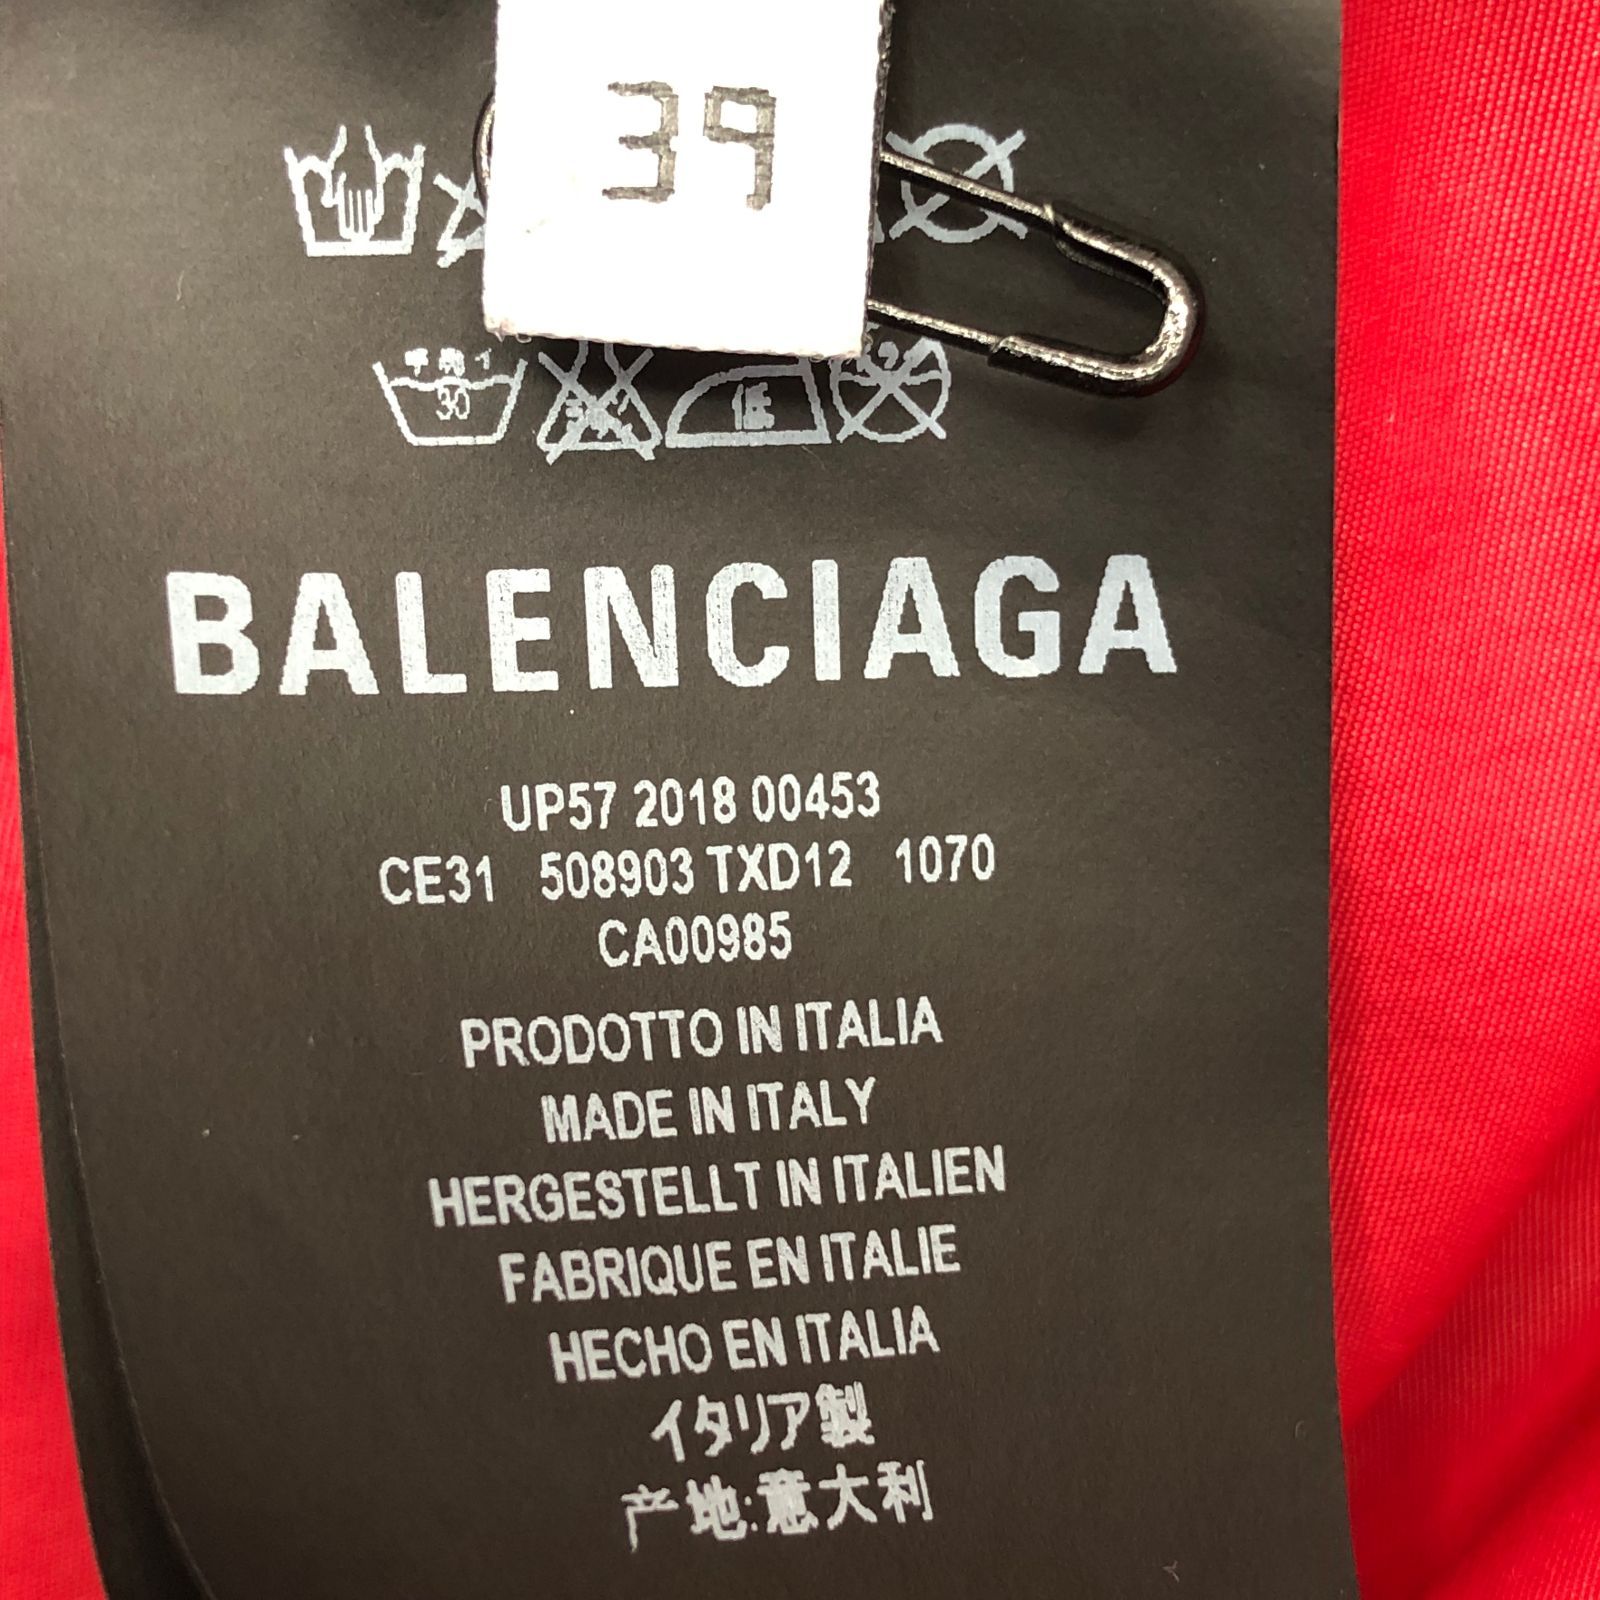 39
30
BALENCIAGA
UP57 2018 00453
CE31 508903 TXD12 1070
CA00985
PRODOTTO IN ITALIA
MADE IN ITALY
HERGESTELLT IN ITALIEN
FABRIQUE EN ITALIE
HECHO EN ITALIA
イタリア製
产地:意大利